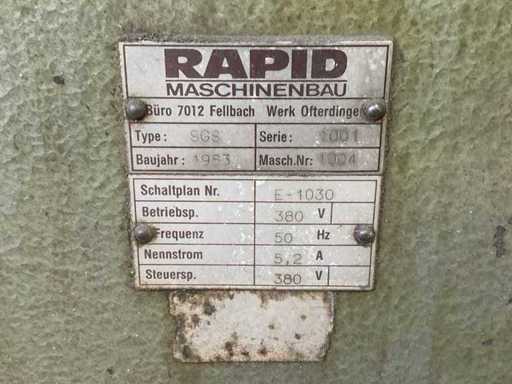 RAPID
MASCHINENBAU
Büro 7012 Fellbach Werk Ofterdinge
Type: SGS Serie: 1001
Baujahr: 1983 Masch.Nr: 1004
Schaltplan Nr. E-1030
Betriebsp. 380 V
Frequenz 50 Hz
Nennstrom 5,2 A
Steuersp. 380 V